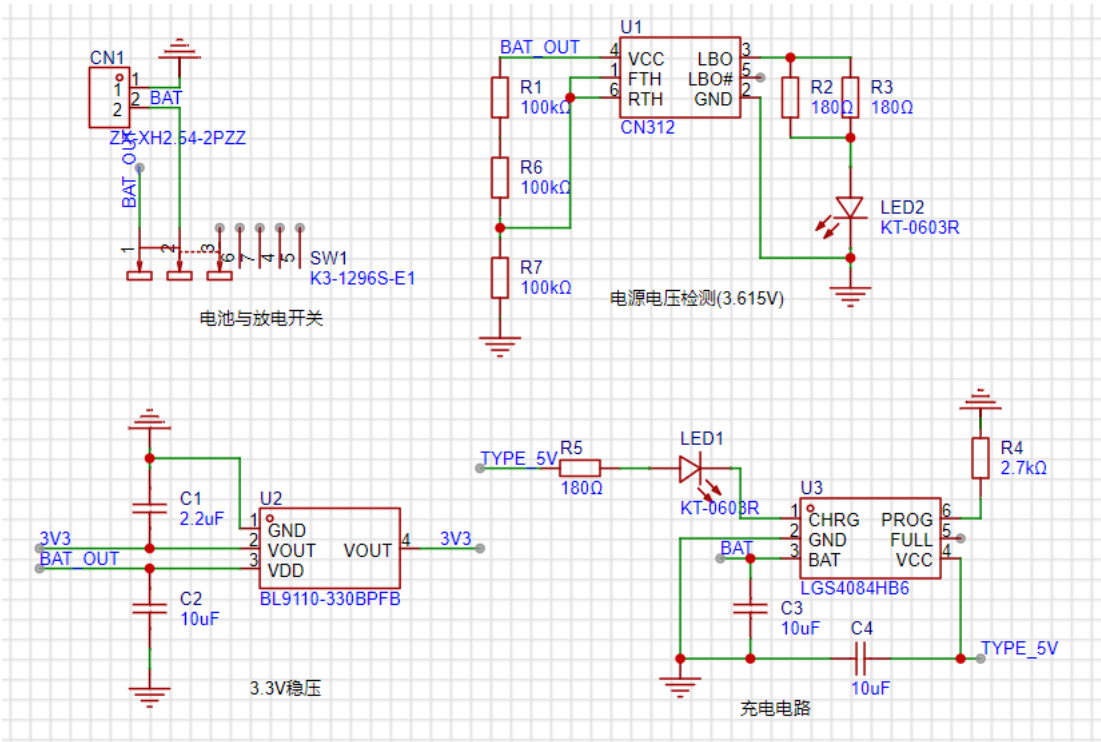 CN1
1
2
1
2
BAT
ZX-XH2.54-2PZZ
BAT_OUT
1
2
3
6
7
4
5
SW1
K3-1296S-E1
电池与放电开关
U1
BAT_OUT
4
1
6
VCC
FTH
RTH
LBO
LBO#
GND
3
5
2
CN312
R1
100kΩ
R6
100kΩ
R7
100kΩ
R2
180Ω
R3
180Ω
LED2
KT-0603R
电源电压检测(3.615V)
C1
2.2uF
3V3
BAT_OUT
C2
10uF
U2
1
2
3
GND
VOUT
VDD
VOUT
4
3V3
BL9110-330BPFB
3.3V稳压
TYPE_5V
R5
180Ω
LED1
KT-0603R
R4
2.7kΩ
U3
1
2
3
CHRG
GND
BAT
PROG
FULL
VCC
6
5
4
LGS4084HB6
BAT
C3
10uF
C4
10uF
TYPE_5V
充电电路